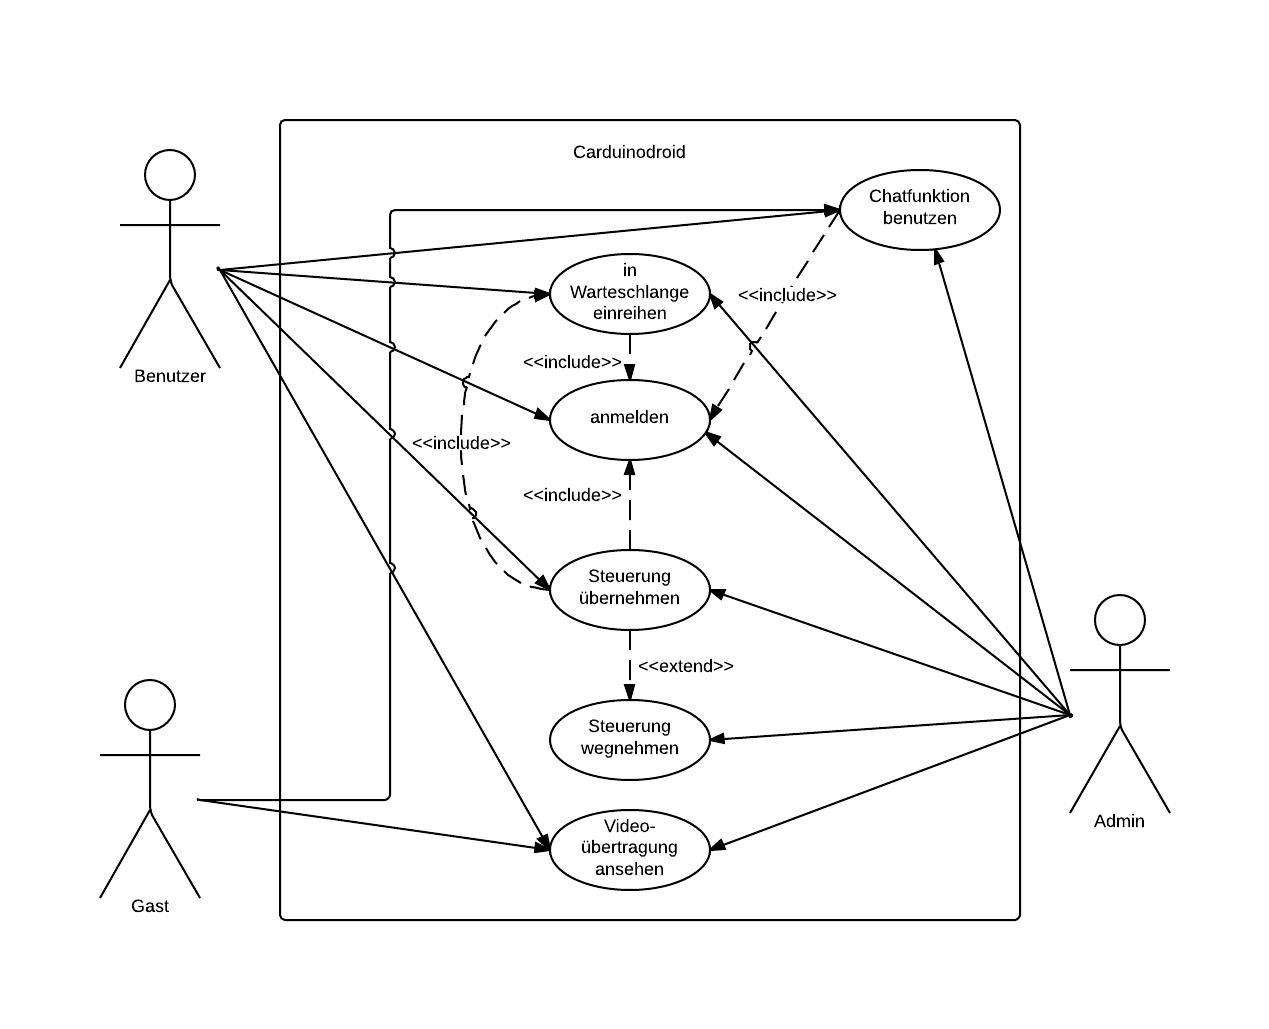 Carduinodroid
Chatfunktion
benutzen
in
Warteschlange
einreihen
<<include>>
<<include>>
Benutzer
anmelden
<<include>>
<<include>>
Steuerung
übernehmen
<<extend>>
Steuerung
wegnehmen
Admin
Video-
übertragung
ansehen
Gast